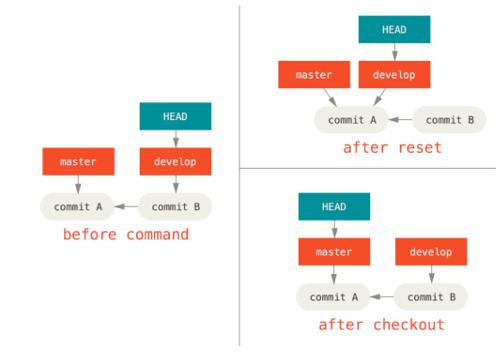 HEAD
master
develop
commit A
commit B
before command
HEAD
master
develop
commit A
commit B
after reset
HEAD
master
develop
commit A
commit B
after checkout